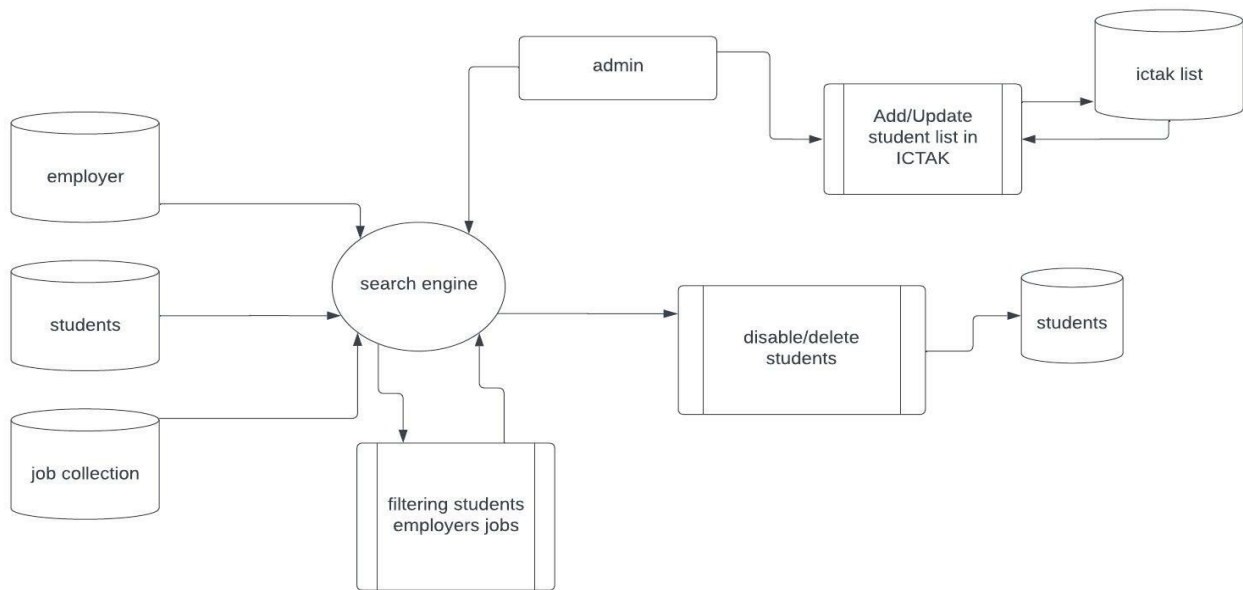 admin
ictak list
Add/Update
student list in
ICTAK
employer
search engine
students
disable/delete
students
students
job collection
filtering students
employers jobs